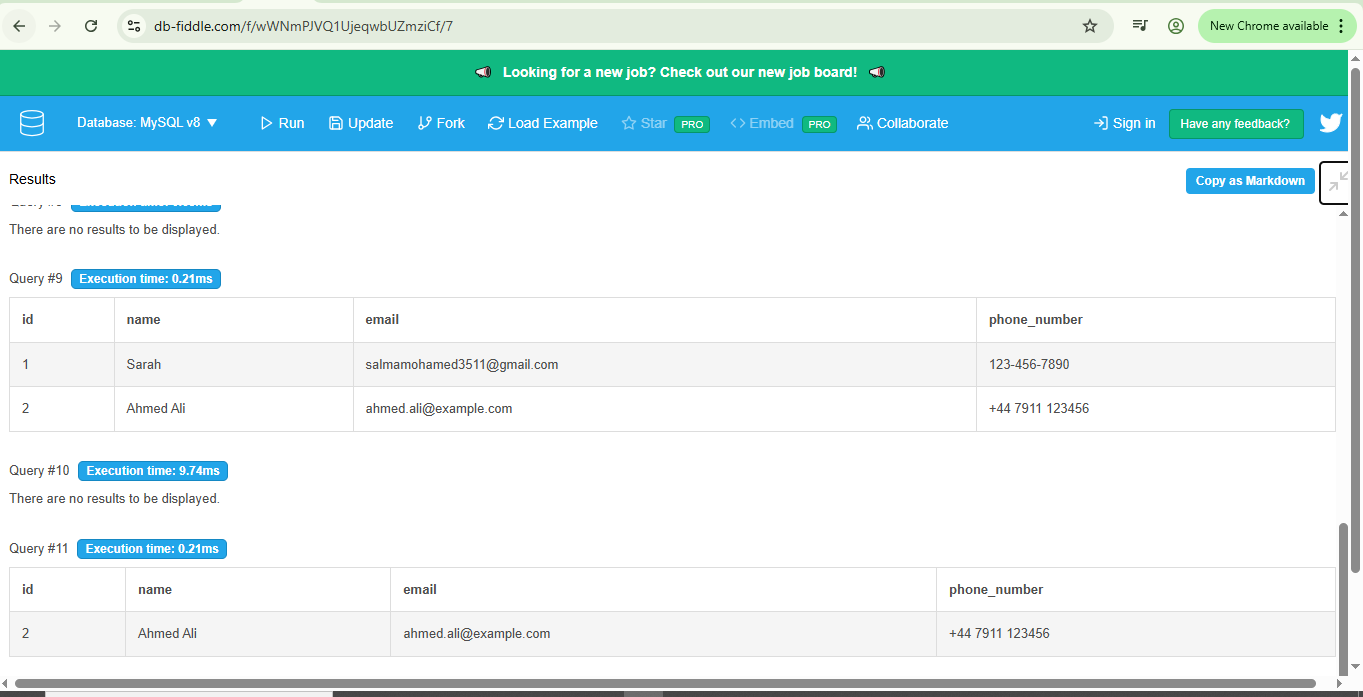 db-fiddle.com/f/wWNmPJVQ1UjeqwbUZmziCf/7
New Chrome available
Looking for a new job? Check out our new job board!
Database: MySQL v8 ▼ Run Update Fork Load Example Star PRO Embed PRO Collaborate Sign in Have any feedback?
Results Copy as Markdown
There are no results to be displayed.
Query #9 Execution time: 0.21ms
id name email phone_number
1 Sarah salmamohamed3511@gmail.com 123-456-7890
2 Ahmed Ali ahmed.ali@example.com +44 7911 123456
Query #10 Execution time: 9.74ms
There are no results to be displayed.
Query #11 Execution time: 0.21ms
id name email phone_number
2 Ahmed Ali ahmed.ali@example.com +44 7911 123456